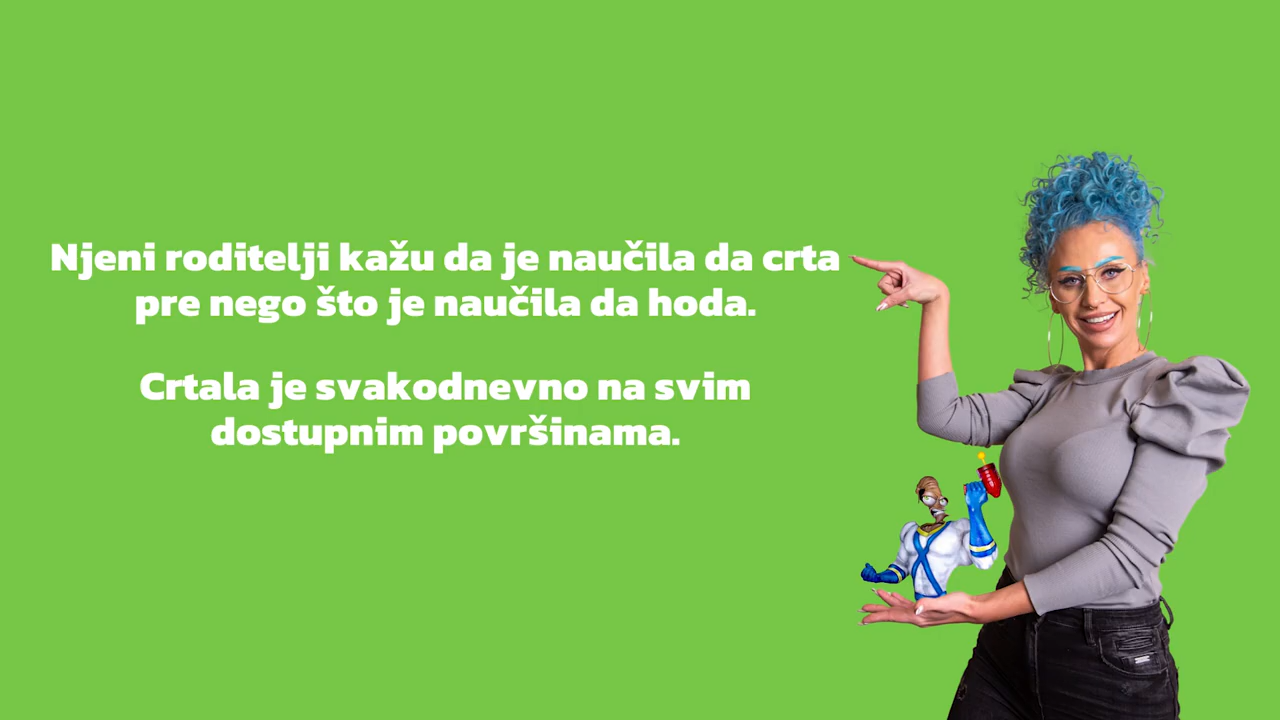 Njeni roditelji kažu da je naučila da crta
pre nego što je naučila da hoda.
Crtala je svakodnevno na svim
dostupnim površinama.